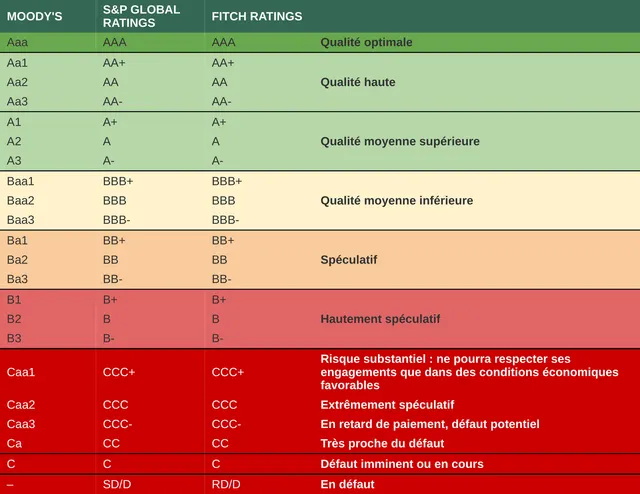 MOODY'S S&P GLOBAL RATINGS FITCH RATINGS
Aaa AAA AAA Qualité optimale
Aa1 AA+ AA+
Aa2 AA AA Qualité haute
Aa3 AA- AA-
A1 A+ A+
A2 A A Qualité moyenne supérieure
A3 A- A-
Baa1 BBB+ BBB+
Baa2 BBB BBB Qualité moyenne inférieure
Baa3 BBB- BBB-
Ba1 BB+ BB+
Ba2 BB BB Spéculatif
Ba3 BB- BB-
B1 B+ B+
B2 B B Hautement spéculatif
B3 B- B-
Caa1 CCC+ CCC+ Risque substantiel : ne pourra respecter ses
engagements que dans des conditions économiques
favorables
Caa2 CCC CCC Extrêmement spéculatif
Caa3 CCC- CCC- En retard de paiement, défaut potentiel
Ca CC CC Très proche du défaut
C C C Défaut imminent ou en cours
– SD/D RD/D En défaut